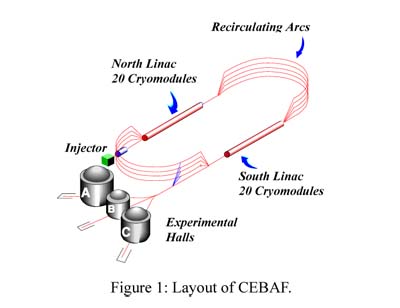 Recirculating Arcs
North Linac
20 Cryomodules
Injector
South Linac
20 Cryomodules
A
B
C
Experimental
Halls
Figure 1: Layout of CEBAF.